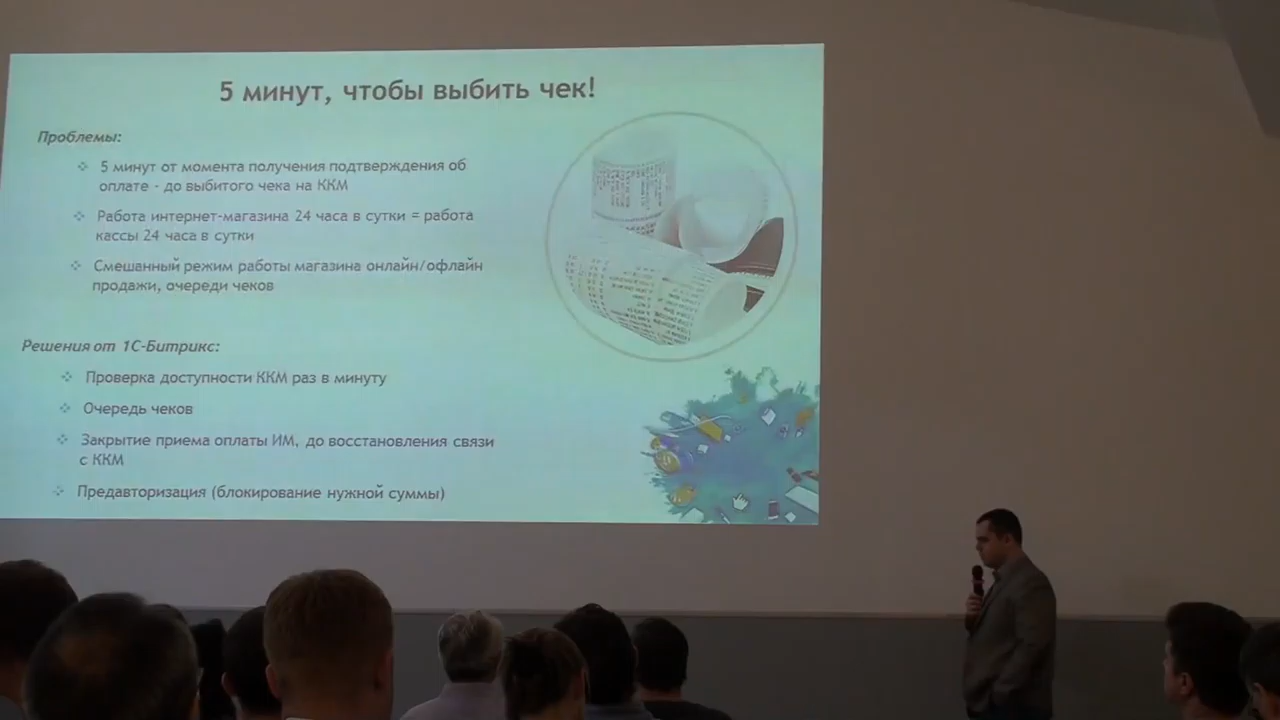 5 минут, чтобы выбить чек!
Проблемы:
5 минут от момента получения подтверждения об
оплате - до выбитого чека на ККМ
Работа интернет-магазина 24 часа в сутки = работа
кассы 24 часа в сутки
Смешанный режим работы магазина онлайн/офлайн
продажи, очереди чеков
Решения от 1С-Битрикс:
Проверка доступности ККМ раз в минуту
Очередь чеков
Закрытие приема оплаты ИМ, до восстановления связи
с ККМ
Предавторизация (блокирование нужной суммы)